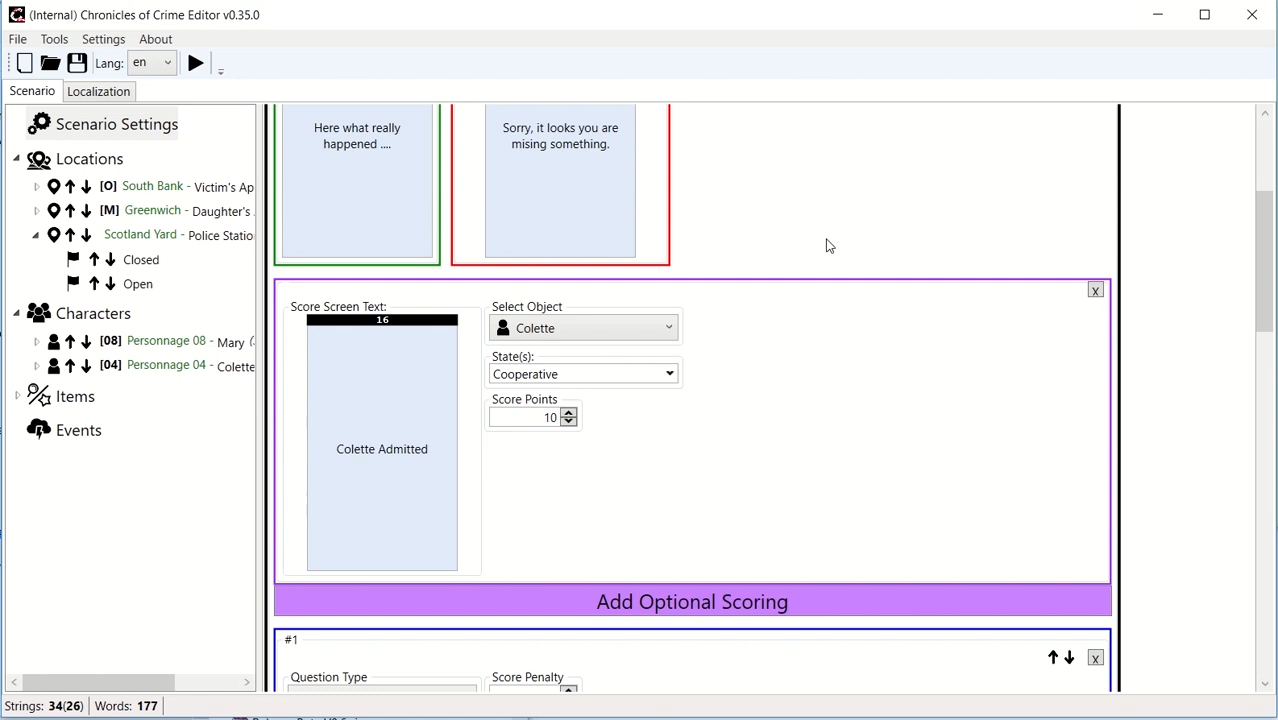 (Internal) Chronicles of Crime Editor v0.35.0
File Tools Settings About
Lang: en
Scenario Localization
Scenario Settings
Locations
[O] South Bank - Victim's Ap
[M] Greenwich - Daughter's
Scotland Yard - Police Statio
Closed
Open
Characters
[08] Personnage 08 - Mary (
[04] Personnage 04 - Colette
Items
Events
Here what really
happened ....
Sorry, it looks you are
mising something.
x
Score Screen Text:
16
Colette Admitted
Select Object
Colette
State(s):
Cooperative
Score Points
10
Add Optional Scoring
#1
x
Question Type
Score Penalty
Strings: 34(26) Words: 177